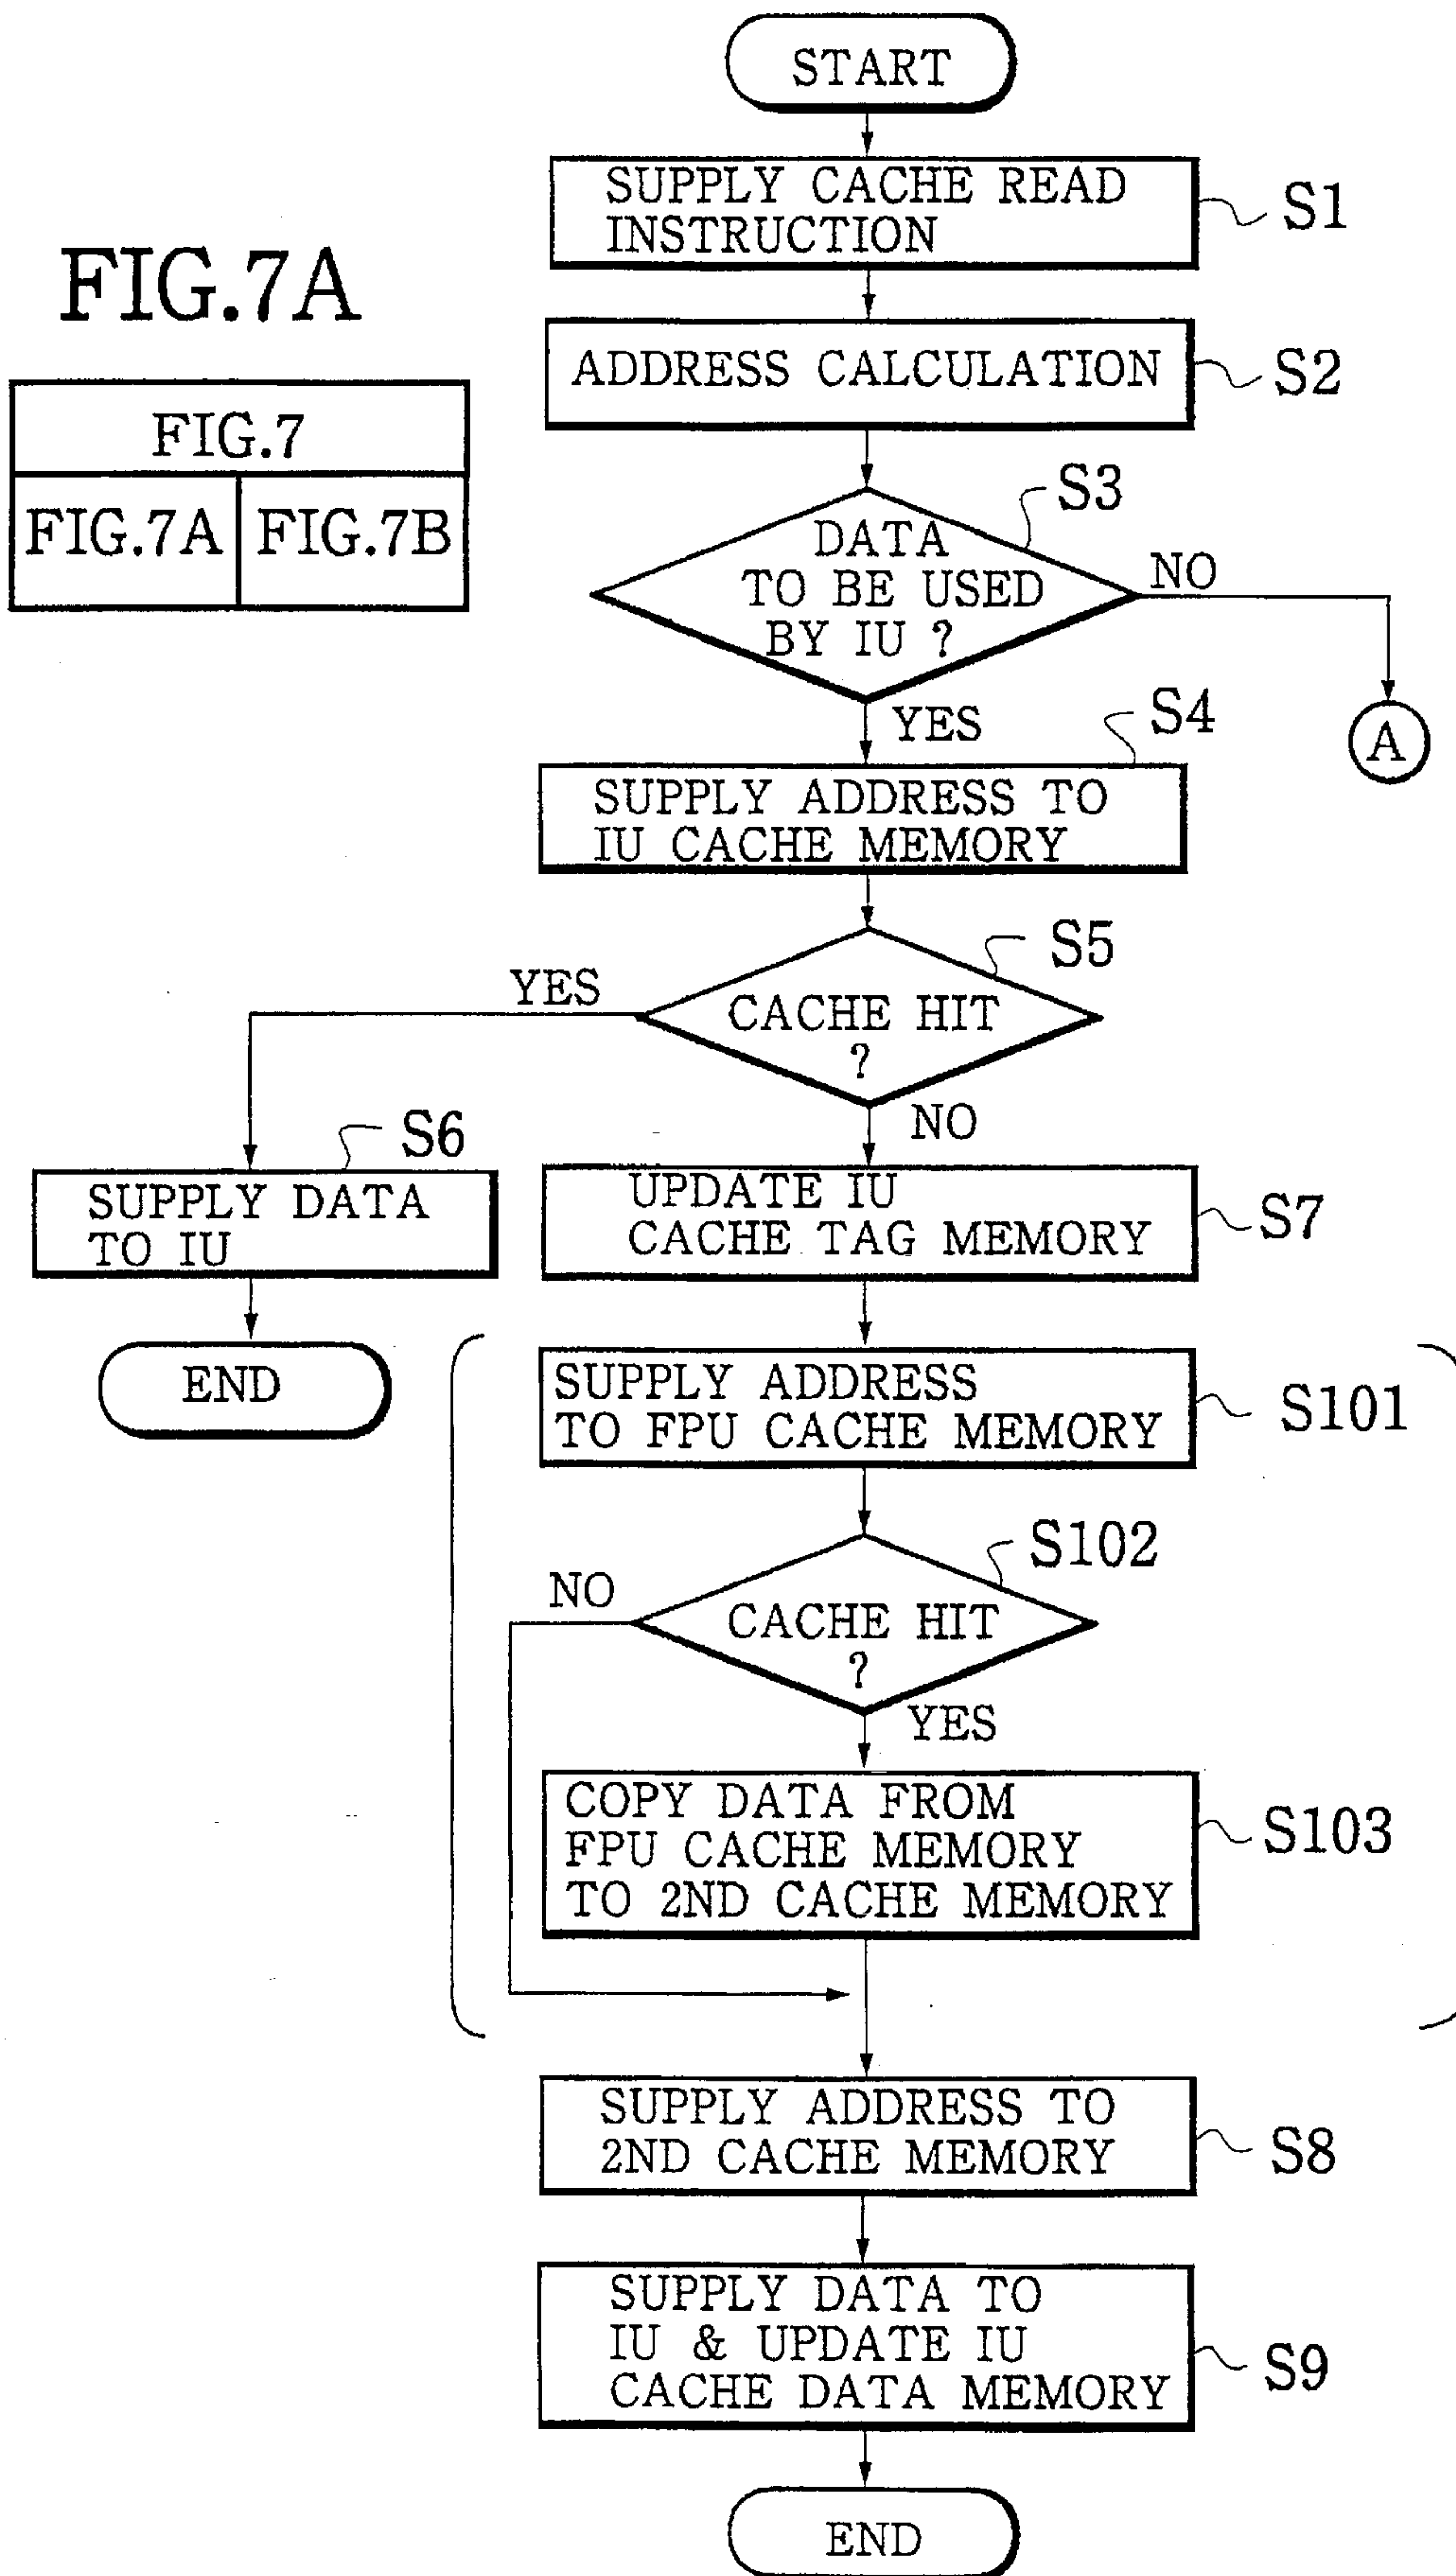 START
SUPPLY CACHE READ
INSTRUCTION
S1
FIG.7A
FIG.7
FIG.7A
FIG.7B
ADDRESS CALCULATION
S2
S3
DATA
TO BE USED
BY IU ?
NO
A
YES
S4
SUPPLY ADDRESS TO
IU CACHE MEMORY
S5
YES
CACHE HIT
?
NO
S6
SUPPLY DATA
TO IU
END
UPDATE IU
CACHE TAG MEMORY
S7
SUPPLY ADDRESS
TO FPU CACHE MEMORY
S101
S102
NO
CACHE HIT
?
YES
COPY DATA FROM
FPU CACHE MEMORY
TO 2ND CACHE MEMORY
S103
SUPPLY ADDRESS TO
2ND CACHE MEMORY
S8
SUPPLY DATA TO
IU & UPDATE IU
CACHE DATA MEMORY
S9
END